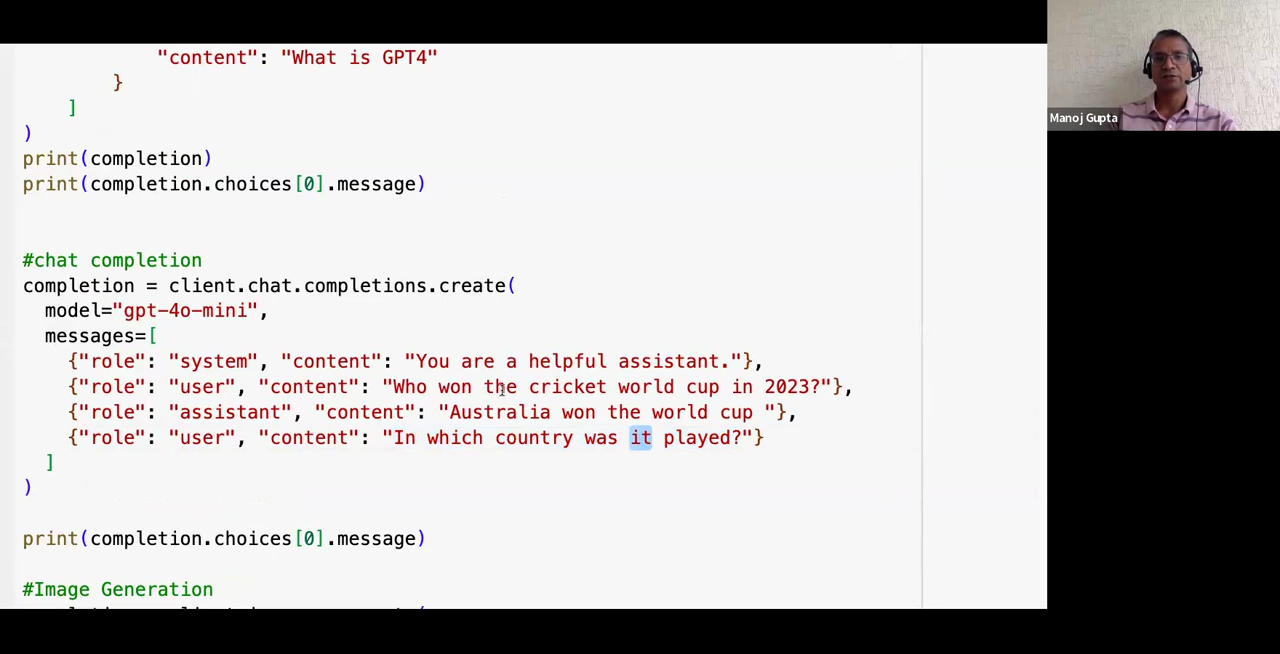 "content": "What is GPT4"
}
]
)
print(completion)
print(completion.choices[0].message)
#chat completion
completion = client.chat.completions.create(
model="gpt-4o-mini",
messages=[
{"role": "system", "content": "You are a helpful assistant."},
{"role": "user", "content": "Who won the cricket world cup in 2023?"},
{"role": "assistant", "content": "Australia won the world cup "},
{"role": "user", "content": "In which country was it played?"}
]
)
print(completion.choices[0].message)
#Image Generation
Manoj Gupta